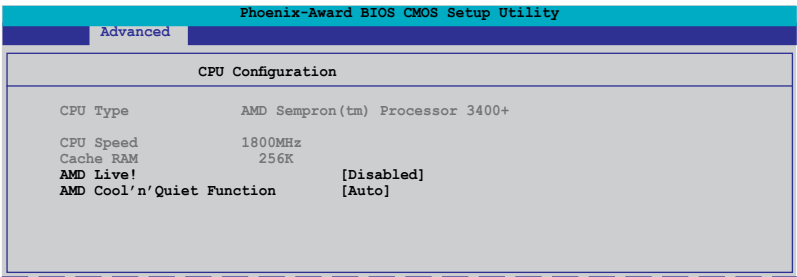 Phoenix-Award BIOS CMOS Setup Utility
Advanced
CPU Configuration
CPU Type AMD Sempron(tm) Processor 3400+
CPU Speed 1800MHz
Cache RAM 256K
AMD Live! [Disabled]
AMD Cool'n'Quiet Function [Auto]